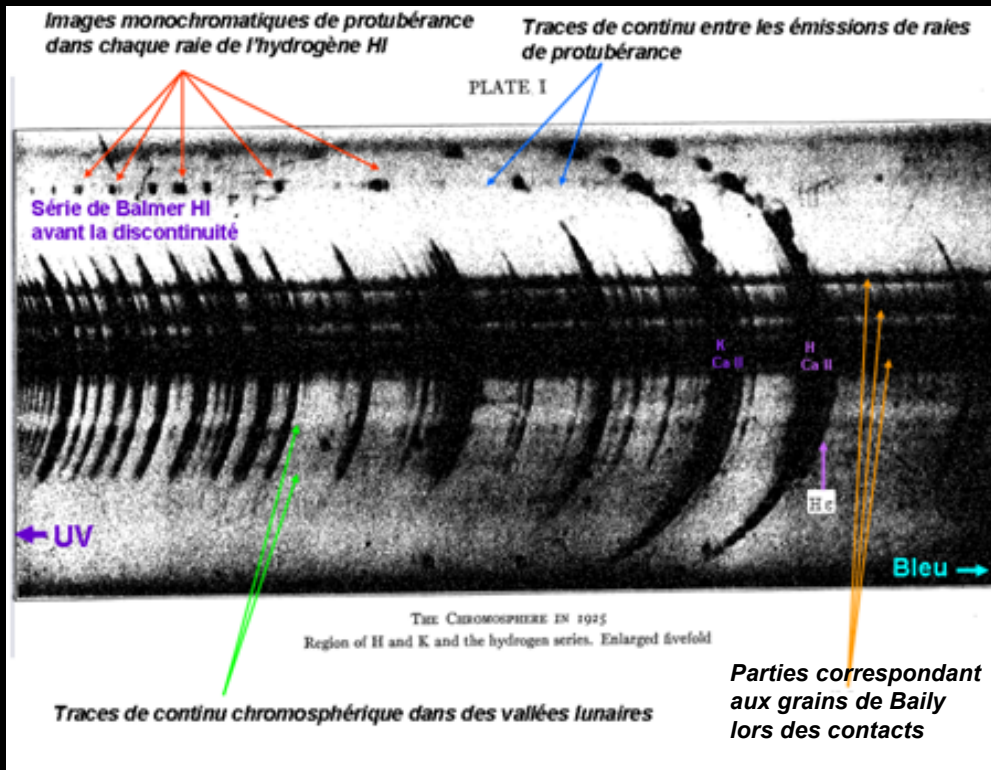 Images monochromatiques de protubérance
dans chaque raie de l'hydrogène HI
Traces de continu entre les émissions de raies
de protubérance
PLATE I
Série de Balmer HI
avant la discontinuité
K
Ca II
H
Ca II
Hε
UV
Bleu
THE CHROMOSPHERE IN 1925
Region of H and K and the hydrogen series. Enlarged fivefold
Traces de continu chromosphérique dans des vallées lunaires
Parties correspondant
aux grains de Baily
lors des contacts